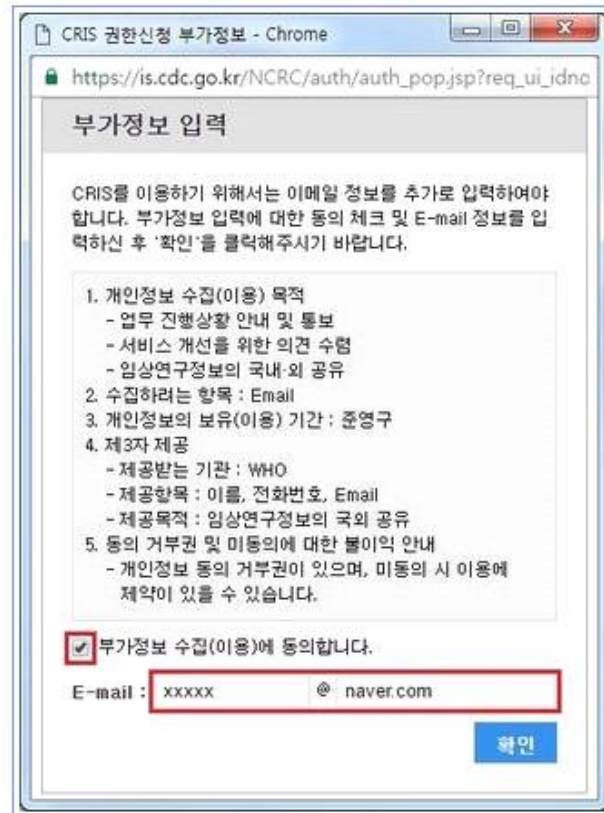 CRIS 권한신청 부가정보 - Chrome
https://is.cdc.go.kr/NCRC/auth/auth_pop.jsp?req_ui_idno
부가정보 입력
CRIS를 이용하기 위해서는 이메일 정보를 추가로 입력하여야
합니다. 부가정보 입력에 대한 동의 체크 및 E-mail 정보를 입
력하신 후 '확인'을 클릭해주시기 바랍니다.
1. 개인정보 수집(이용) 목적
- 업무 진행상황 안내 및 통보
- 서비스 개선을 위한 의견 수렴
- 임상연구정보의 국내·외 공유
2. 수집하려는 항목 : Email
3. 개인정보의 보유(이용) 기간 : 준영구
4. 제3자 제공
- 제공받는 기관 : WHO
- 제공항목 : 이름, 전화번호, Email
- 제공목적 : 임상연구정보의 국외 공유
5. 동의 거부권 및 미동의에 대한 불이익 안내
- 개인정보 동의 거부권이 있으며, 미동의 시 이용에
제약이 있을 수 있습니다.
부가정보 수집(이용)에 동의합니다.
E-mail : xxxxx @ naver.com
확인